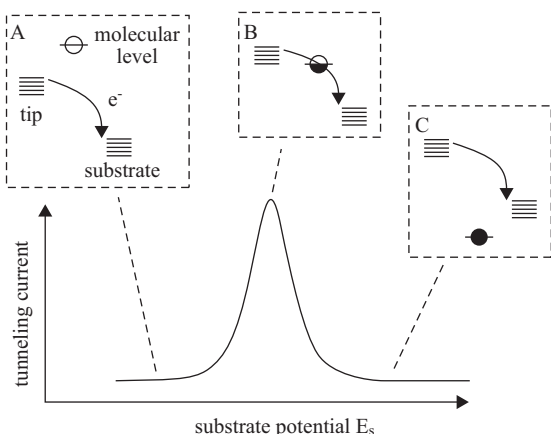 A
molecular
level
e-
tip
substrate
B
C
tunneling current
substrate potential Es